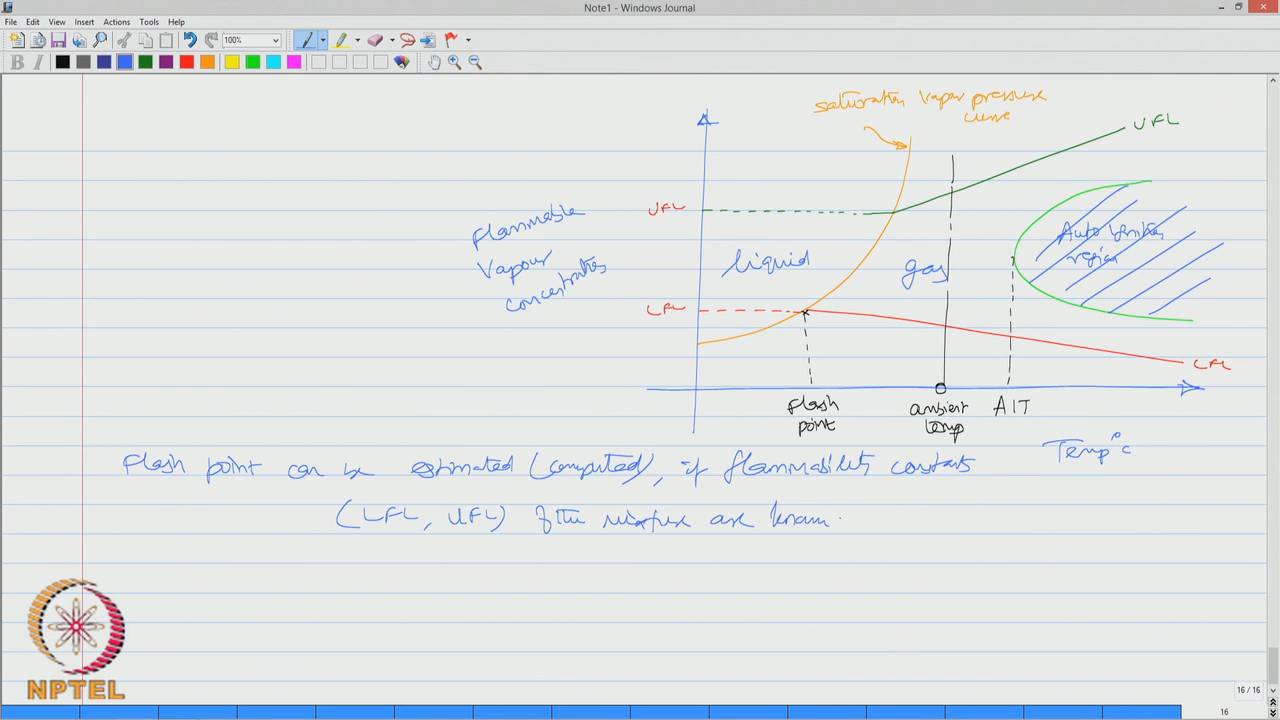 Note1 - Windows Journal
File Edit View Insert Actions Tools Help
100%
B I
saturation vapor pressure
curve
UFL
UFL
Flammable
Vapour
concentrations
liquid
gas
Auto Ignition
region
LFL
LFL
flash
point
ambient
temp
AIT
Temp °C
Flash point can be estimated (computed), if flammability constants
(LFL, UFL) of the mixture are known.
NPTEL
16 / 16
16